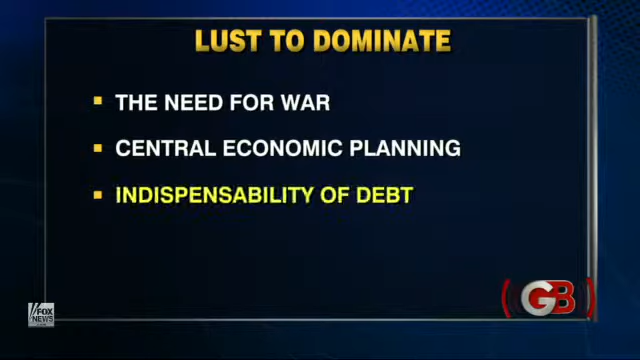 LUST TO DOMINATE
THE NEED FOR WAR
CENTRAL ECONOMIC PLANNING
INDISPENSABILITY OF DEBT
GB
FOX
NEWS